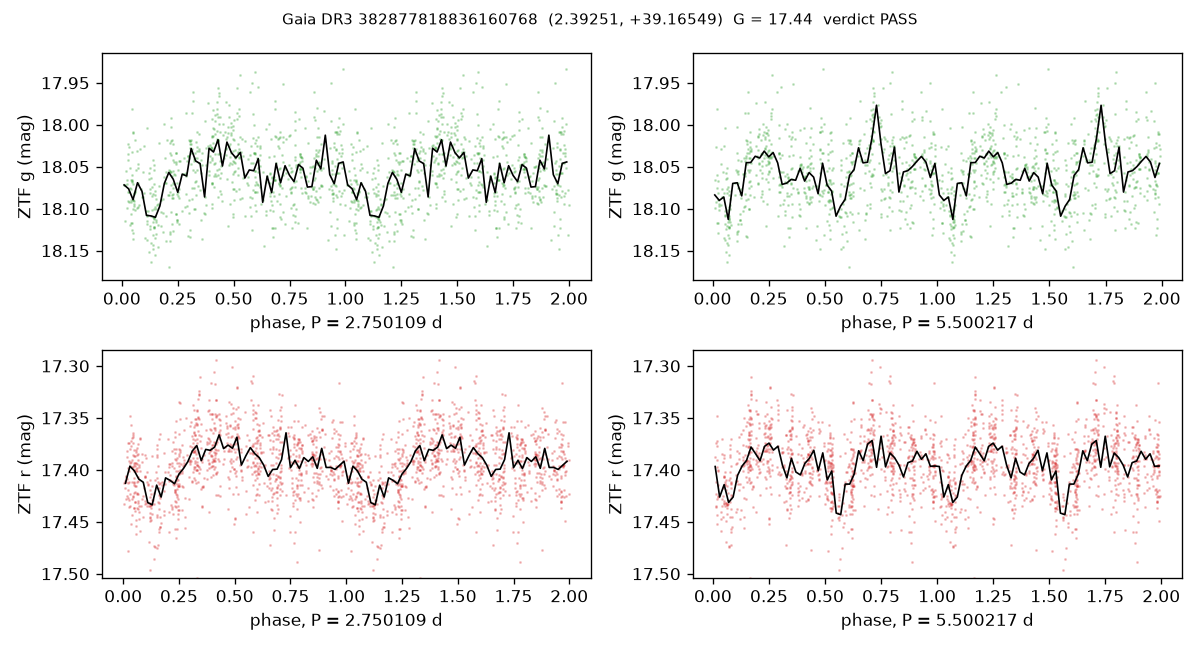 Gaia DR3 382877818836160768  (2.39251, +39.16549)  G = 17.44  verdict PASS
ZTF g (mag)
17.95
18.00
18.05
18.10
18.15
0.00 0.25 0.50 0.75 1.00 1.25 1.50 1.75 2.00
phase, P = 2.750109 d
ZTF g (mag)
17.95
18.00
18.05
18.10
18.15
0.00 0.25 0.50 0.75 1.00 1.25 1.50 1.75 2.00
phase, P = 5.500217 d
ZTF r (mag)
17.30
17.35
17.40
17.45
17.50
0.00 0.25 0.50 0.75 1.00 1.25 1.50 1.75 2.00
phase, P = 2.750109 d
ZTF r (mag)
17.30
17.35
17.40
17.45
17.50
0.00 0.25 0.50 0.75 1.00 1.25 1.50 1.75 2.00
phase, P = 5.500217 d